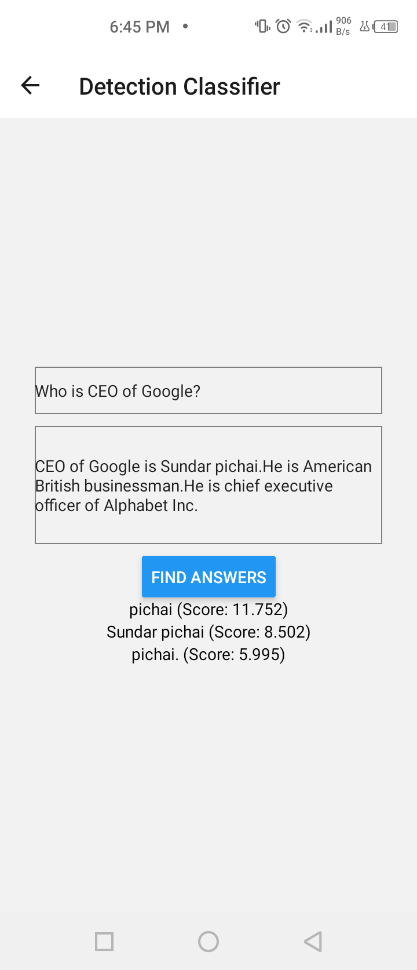 6:45 PM •
906
B/s
41
Detection Classifier
Who is CEO of Google?
CEO of Google is Sundar pichai.He is American
British businessman.He is chief executive
officer of Alphabet Inc.
FIND ANSWERS
pichai (Score: 11.752)
Sundar pichai (Score: 8.502)
pichai. (Score: 5.995)